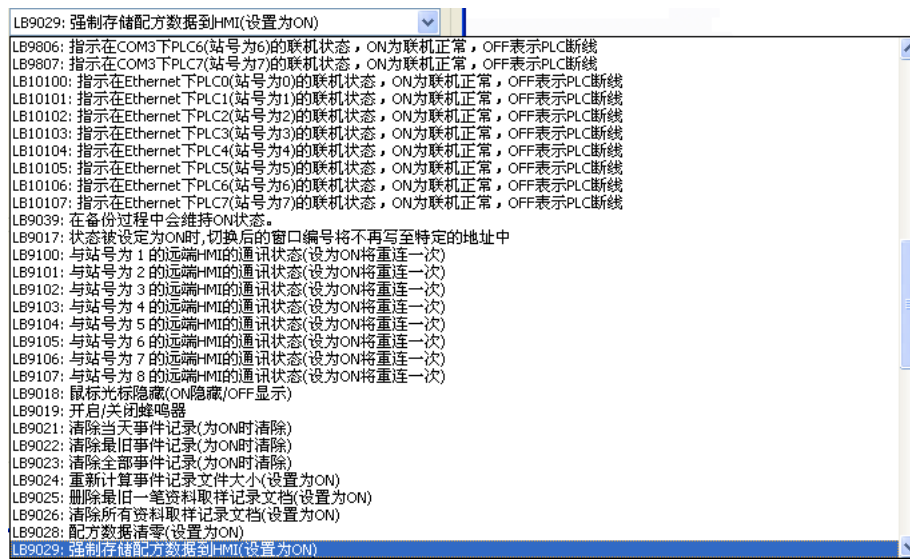 LB9029: 强制存储配方数据到HMI(设置为ON)
LB9806: 指示在COM3下PLC6(站号为6)的联机状态，ON为联机正常，OFF表示PLC断线
LB9807: 指示在COM3下PLC7(站号为7)的联机状态，ON为联机正常，OFF表示PLC断线
LB10100: 指示在Ethernet下PLC0(站号为0)的联机状态，ON为联机正常，OFF表示PLC断线
LB10101: 指示在Ethernet下PLC1(站号为1)的联机状态，ON为联机正常，OFF表示PLC断线
LB10102: 指示在Ethernet下PLC2(站号为2)的联机状态，ON为联机正常，OFF表示PLC断线
LB10103: 指示在Ethernet下PLC3(站号为3)的联机状态，ON为联机正常，OFF表示PLC断线
LB10104: 指示在Ethernet下PLC4(站号为4)的联机状态，ON为联机正常，OFF表示PLC断线
LB10105: 指示在Ethernet下PLC5(站号为5)的联机状态，ON为联机正常，OFF表示PLC断线
LB10106: 指示在Ethernet下PLC6(站号为6)的联机状态，ON为联机正常，OFF表示PLC断线
LB10107: 指示在Ethernet下PLC7(站号为7)的联机状态，ON为联机正常，OFF表示PLC断线
LB9039: 在备份过程中会维持ON状态。
LB9017: 状态被设定为ON时,切换后的窗口编号将不再写至特定的地址中
LB9100: 与站号为 1 的远端HMI的通讯状态(设为ON将重连一次)
LB9101: 与站号为 2 的远端HMI的通讯状态(设为ON将重连一次)
LB9102: 与站号为 3 的远端HMI的通讯状态(设为ON将重连一次)
LB9103: 与站号为 4 的远端HMI的通讯状态(设为ON将重连一次)
LB9104: 与站号为 5 的远端HMI的通讯状态(设为ON将重连一次)
LB9105: 与站号为 6 的远端HMI的通讯状态(设为ON将重连一次)
LB9106: 与站号为 7 的远端HMI的通讯状态(设为ON将重连一次)
LB9107: 与站号为 8 的远端HMI的通讯状态(设为ON将重连一次)
LB9018: 鼠标光标隐藏(ON隐藏/OFF显示)
LB9019: 开启/关闭蜂鸣器
LB9021: 清除当天事件记录(为ON时清除)
LB9022: 清除最旧事件记录(为ON时清除)
LB9023: 清除全部事件记录(为ON时清除)
LB9024: 重新计算事件记录文件大小(设置为ON)
LB9025: 删除最旧一笔资料取样记录文档(设置为ON)
LB9026: 清除所有资料取样记录文档(设置为ON)
LB9028: 配方数据清零(设置为ON)
LB9029: 强制存储配方数据到HMI(设置为ON)